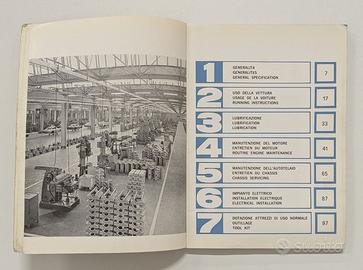 1
GENERALITÀ
GENERALITES
GENERAL SPECIFICATION
7
2
USO DELLA VETTURA
USAGE DE LA VOITURE
RUNNING INSTRUCTIONS
17
3
LUBRIFICAZIONE
LUBRIFICATION
LUBRICATION
33
4
MANUTENZIONE DEL MOTORE
ENTRETIEN DU MOTEUR
ROUTINE ENGINE MAINTENANCE
41
5
MANUTENZIONE DELL'AUTOTELAIO
ENTRETIEN DU CHASSIS
CHASSIS SERVICING
65
6
IMPIANTO ELETTRICO
INSTALLATION ELECTRIQUE
ELECTRICAL INSTALLATION
87
7
DOTAZIONE ATTREZZI DI USO NORMALE
OUTILLAGE
TOOL KIT
97
subito